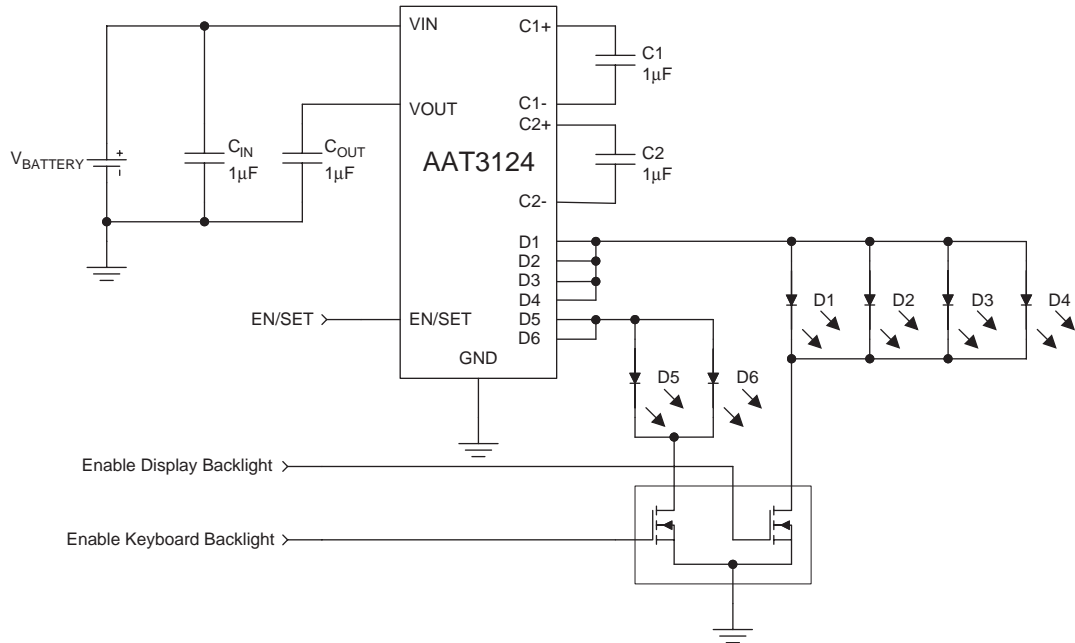 VIN
C1+
C1
1µF
C1-
VOUT
C2+
V_BATTERY
+
-
C_IN
1µF
C_OUT
1µF
AAT3124
C2
1µF
C2-
D1
D2
D3
D4
D1
D2
D3
D4
EN/SET
EN/SET
D5
D6
GND
D5
D6
Enable Display Backlight
Enable Keyboard Backlight